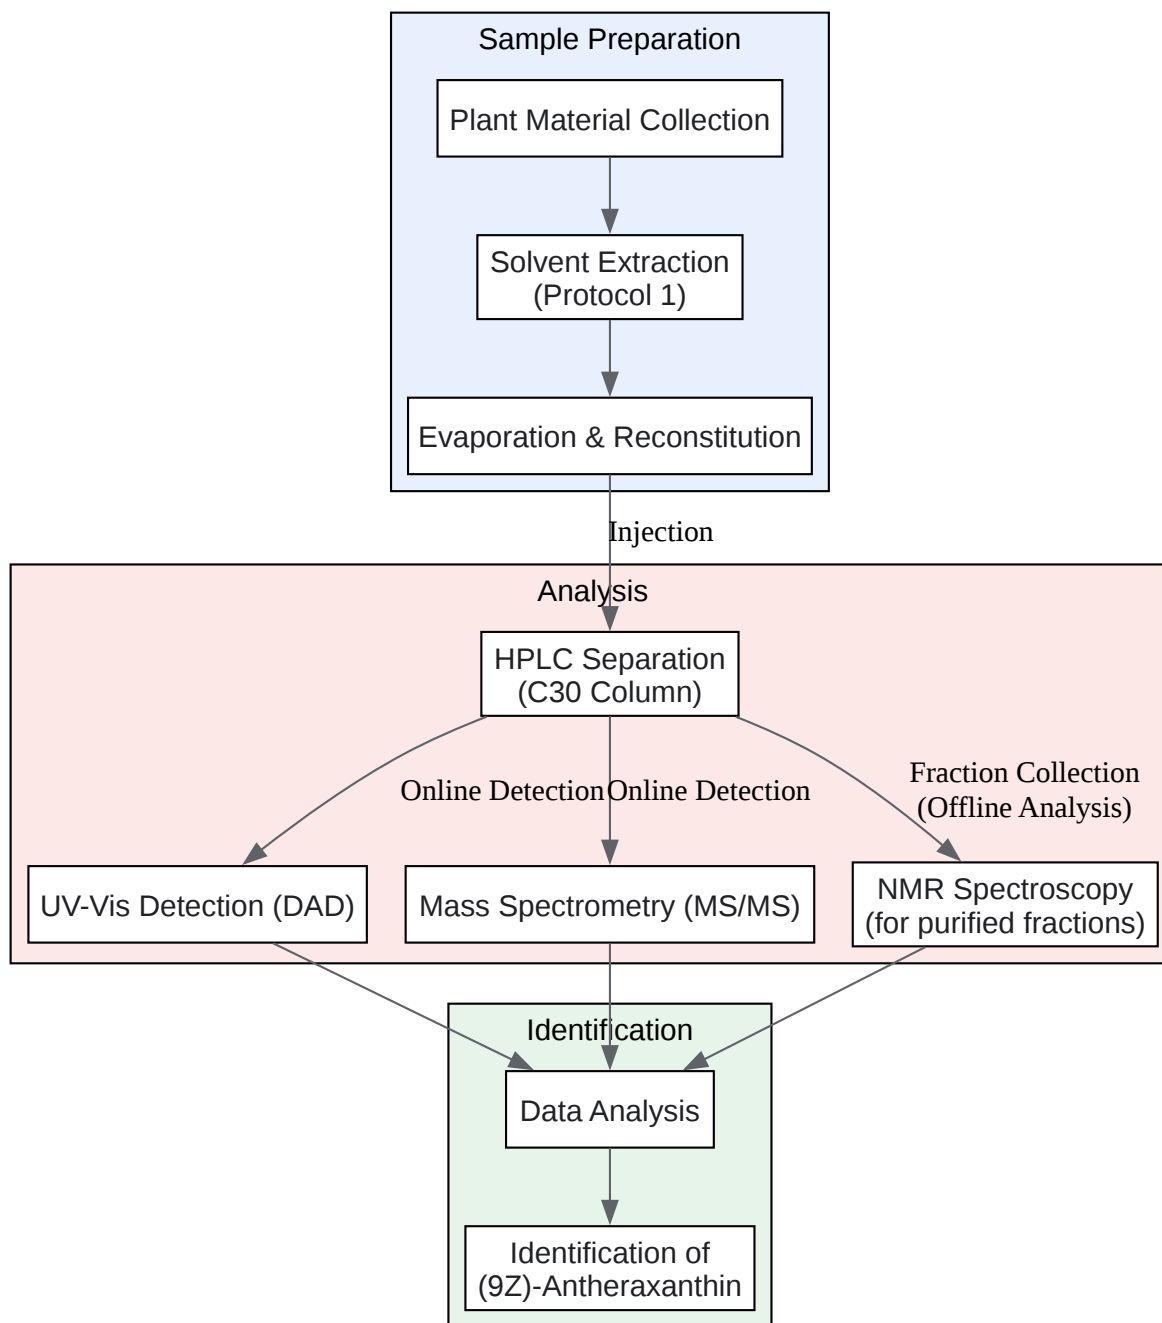 Sample Preparation
Plant Material Collection
Solvent Extraction
(Protocol 1)
Evaporation & Reconstitution
Injection
Analysis
HPLC Separation
(C30 Column)
Online Detection
Online Detection
Fraction Collection
(Offline Analysis)
UV-Vis Detection (DAD)
Mass Spectrometry (MS/MS)
NMR Spectroscopy
(for purified fractions)
Identification
Data Analysis
Identification of
(9Z)-Antheraxanthin